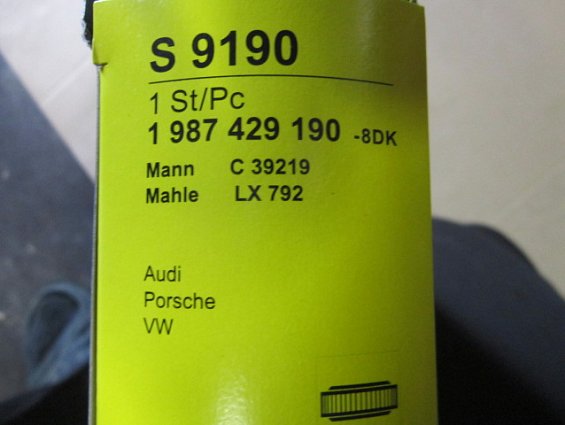 S 9190
1 St/Pc
1 987 429 190 -8DK
Mann C 39219
Mahle LX 792
Audi
Porsche
VW